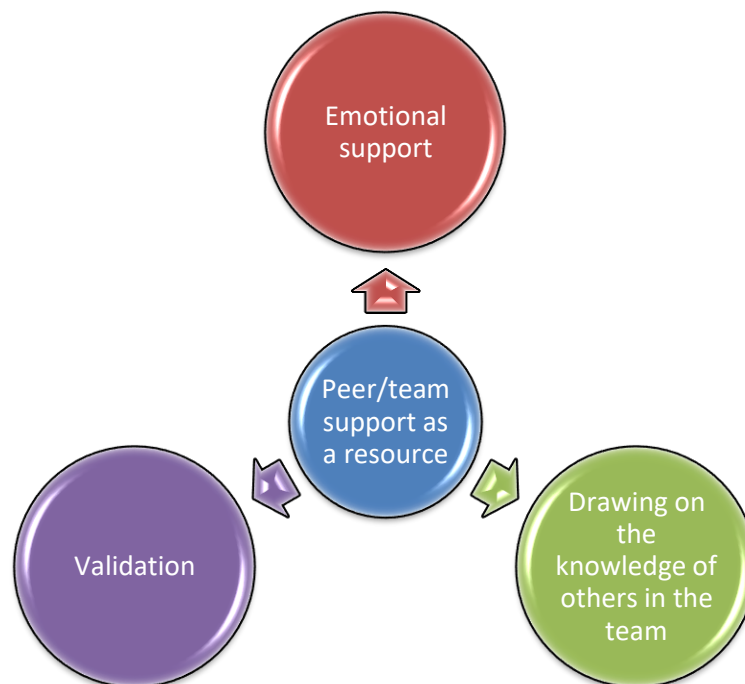 Emotional
support
Peer/team
support as
a resource
Validation
Drawing on
the
knowledge of
others in the
team